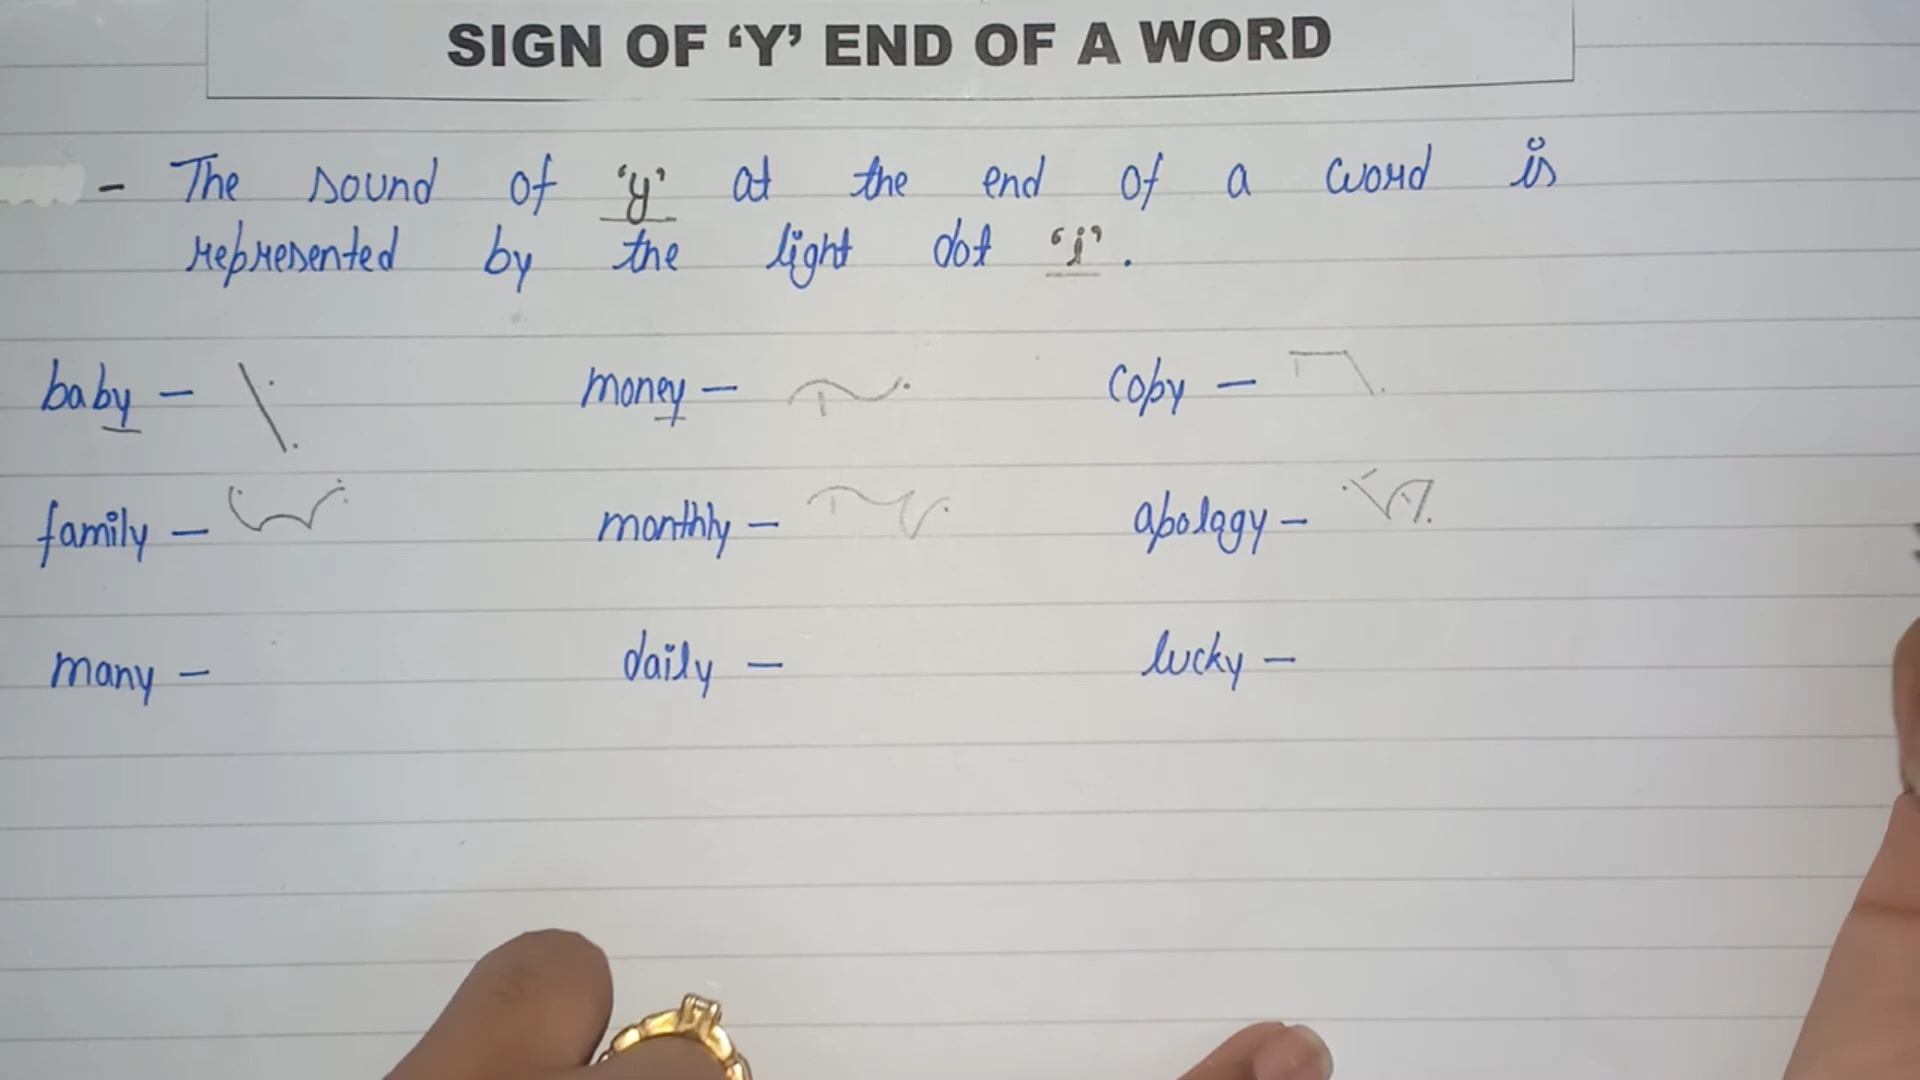 SIGN OF ‘Y’ END OF A WORD
- The sound of ‘y’ at the end of a word is
represented by the light dot ‘i’.
baby - money - copy -
family - monthly - apology -
many - daily - lucky -